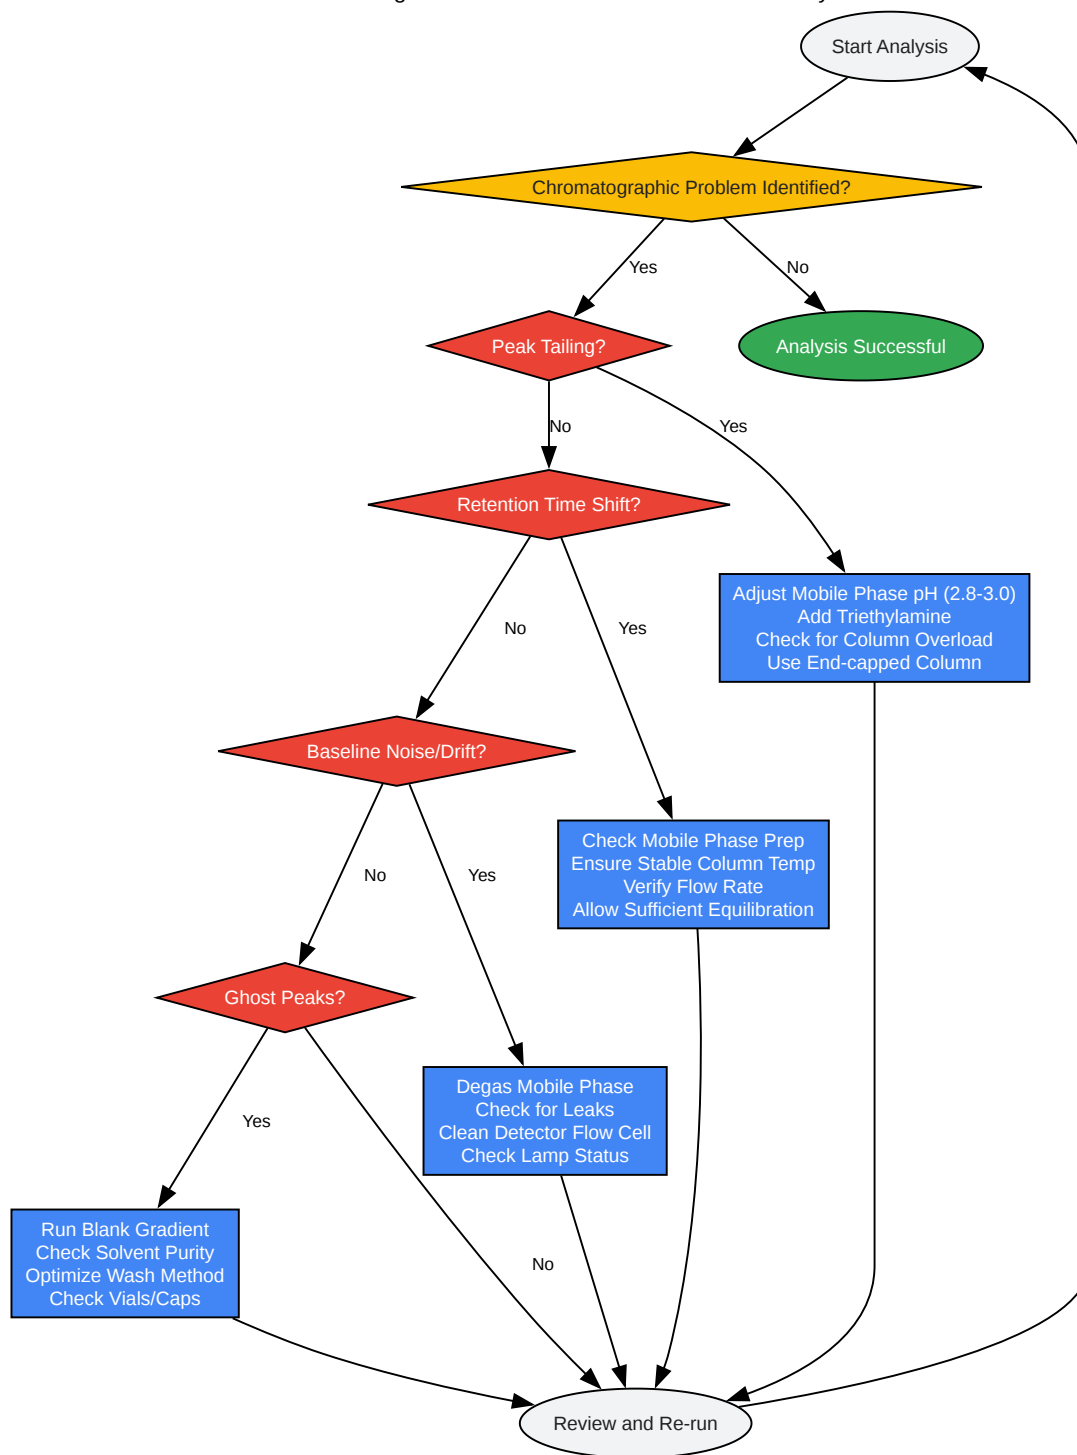 Start Analysis
Chromatographic Problem Identified?
Yes
No
Peak Tailing?
Analysis Successful
No
Yes
Retention Time Shift?
Adjust Mobile Phase pH (2.8-3.0)
Add Triethylamine
Check for Column Overload
Use End-capped Column
No
Yes
Baseline Noise/Drift?
Check Mobile Phase Prep
Ensure Stable Column Temp
Verify Flow Rate
Allow Sufficient Equilibration
No
Yes
Ghost Peaks?
Degas Mobile Phase
Check for Leaks
Clean Detector Flow Cell
Check Lamp Status
Yes
Run Blank Gradient
Check Solvent Purity
Optimize Wash Method
Check Vials/Caps
No
Review and Re-run